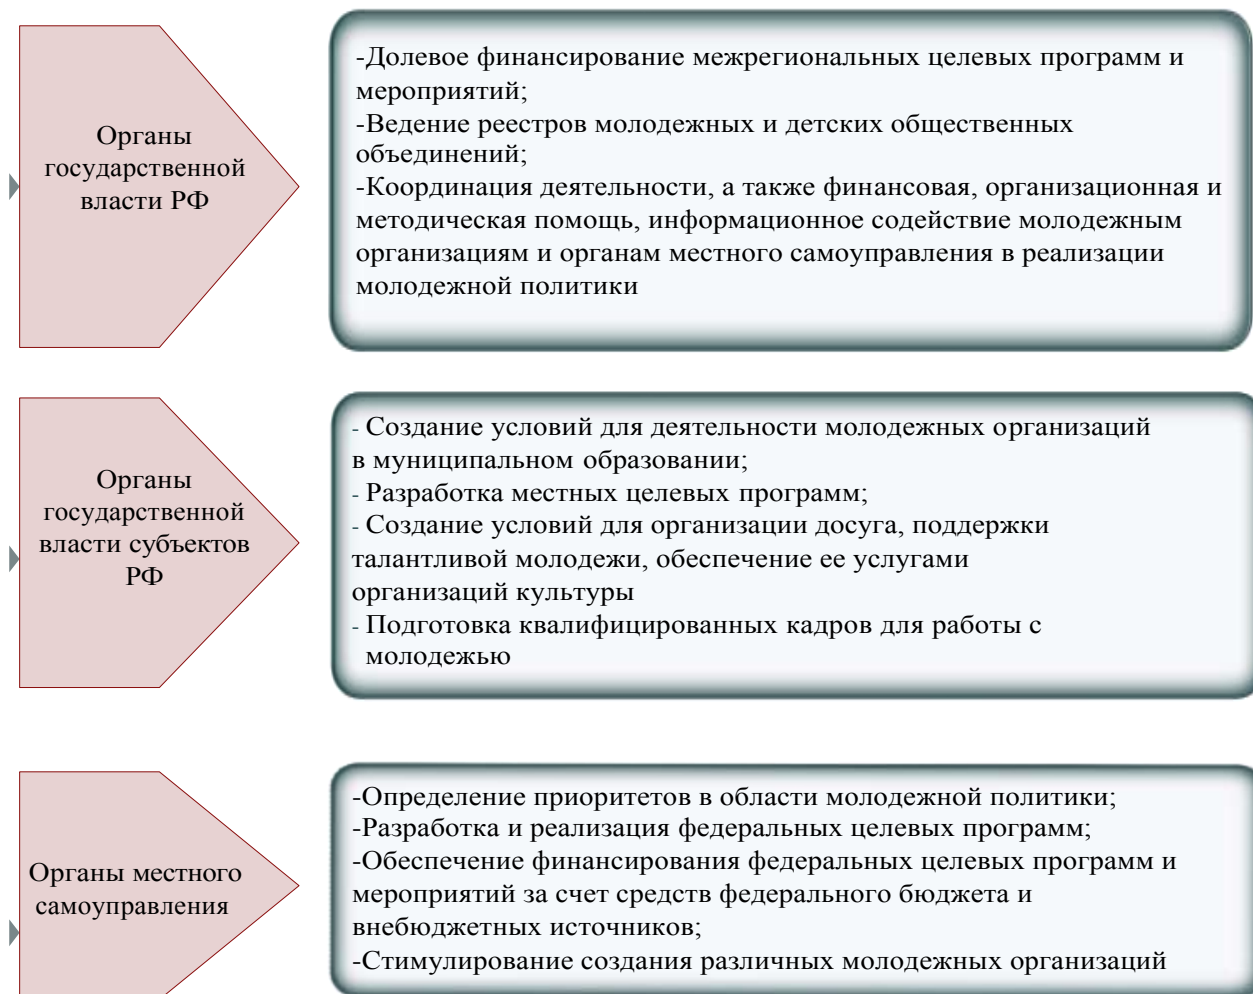 Органы
государственной
власти РФ
-Долевое финансирование межрегиональных целевых программ и
мероприятий;
-Ведение реестров молодежных и детских общественных
объединений;
-Координация деятельности, а также финансовая, организационная и
методическая помощь, информационное содействие молодежным
организациям и органам местного самоуправления в реализации
молодежной политики
Органы
государственной
власти субъектов
РФ
- Создание условий для деятельности молодежных организаций
в муниципальном образовании;
- Разработка местных целевых программ;
- Создание условий для организации досуга, поддержки
талантливой молодежи, обеспечение ее услугами
организаций культуры
- Подготовка квалифицированных кадров для работы с
молодежью
Органы местного
самоуправления
-Определение приоритетов в области молодежной политики;
-Разработка и реализация федеральных целевых программ;
-Обеспечение финансирования федеральных целевых программ и
мероприятий за счет средств федерального бюджета и
внебюджетных источников;
-Стимулирование создания различных молодежных организаций